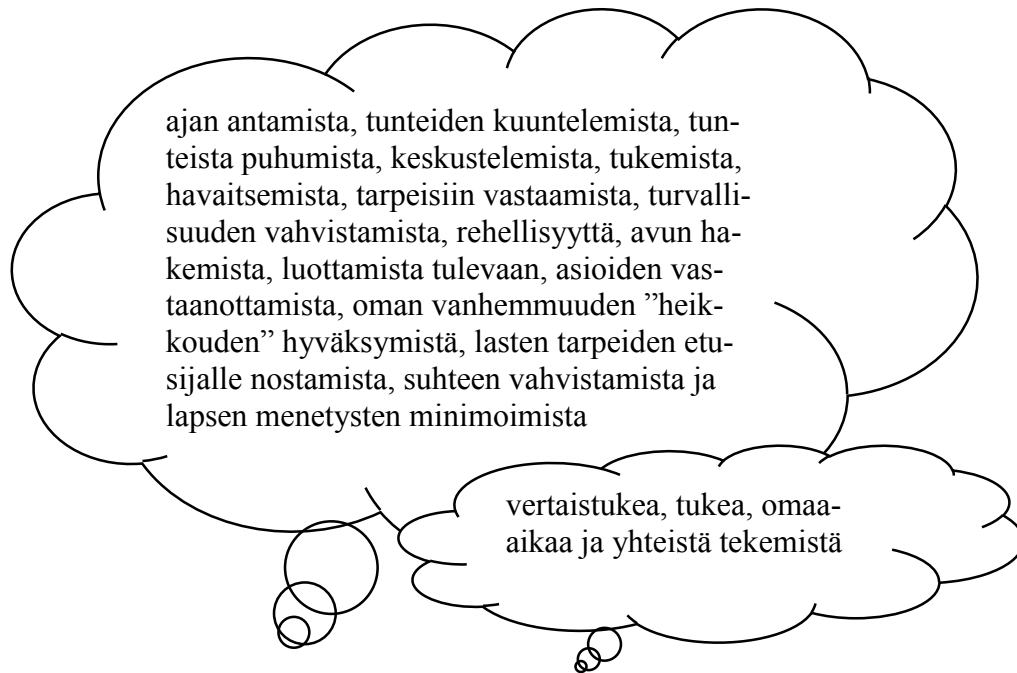 ajan antamista, tunteiden kuuntelemista, tun-
teista puhumista, keskustelemista, tukemista,
havaitsemista, tarpeisiin vastaamista, turvalli-
suuden vahvistamista, rehellisyyttä, avun ha-
kemista, luottamista tulevaan, asioiden vas-
taanottamista, oman vanhemmuuden ”heik-
kouden” hyväksymistä, lasten tarpeiden etu-
sijalle nostamista, suhteen vahvistamista ja
lapsen menetysten minimoimista
vertaistukea, tukea, omaa-
aikaa ja yhteistä tekemistä